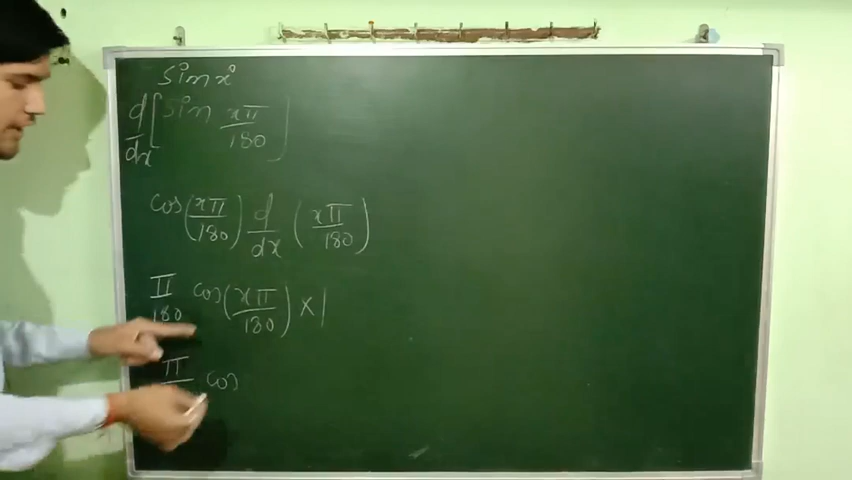 sin x°
d/dx [sin xπ/180]
cos(xπ/180) d/dx (xπ/180)
π/180 cos(xπ/180) × 1
π cos